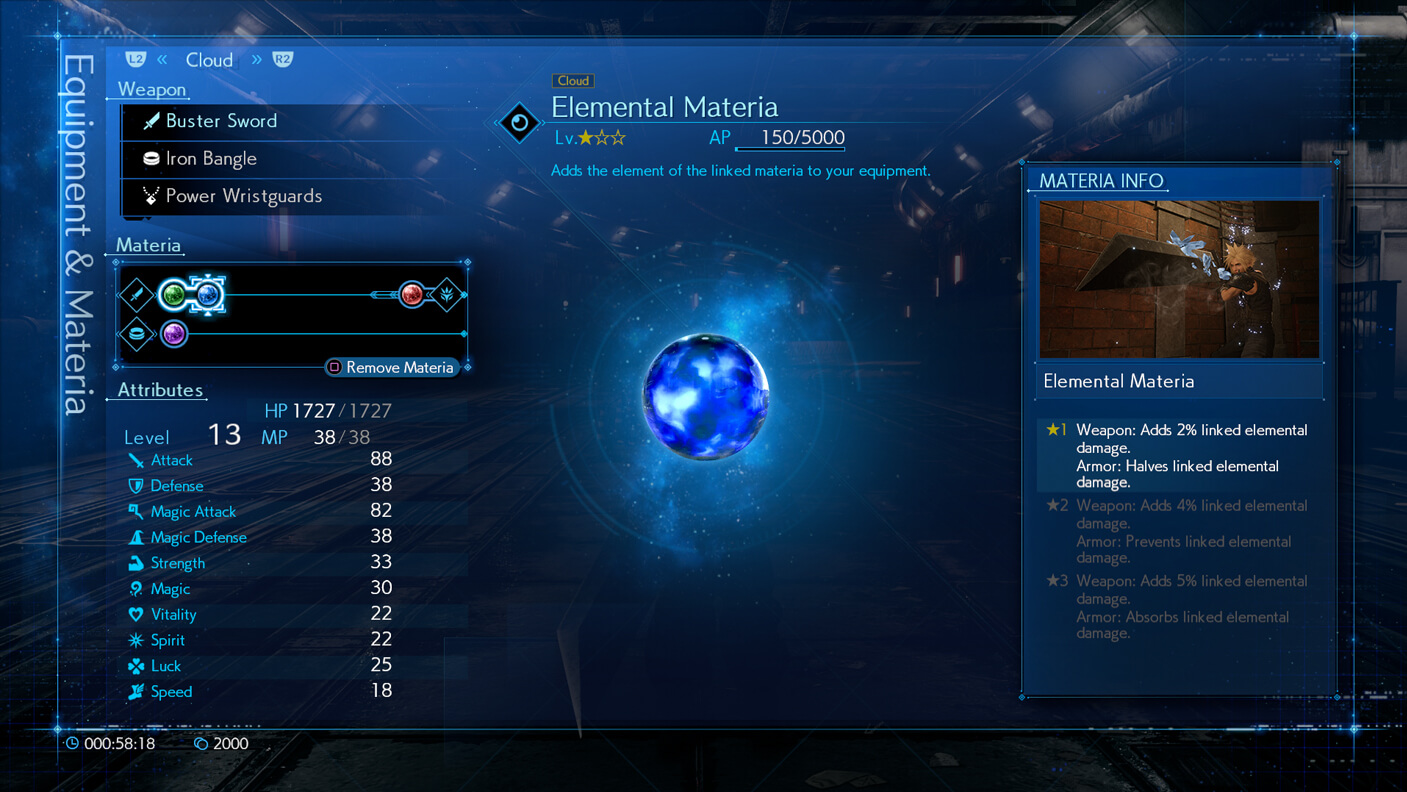 L2 « Cloud » R2
Equipment & Materia
Weapon
Buster Sword
Iron Bangle
Power Wristguards
Materia
Remove Materia
Attributes
HP 1727/1727
Level 13 MP 38/38
Attack 88
Defense 38
Magic Attack 82
Magic Defense 38
Strength 33
Magic 30
Vitality 22
Spirit 22
Luck 25
Speed 18
000:58:18 2000
Cloud
Elemental Materia
Lv.★☆☆ AP 150/5000
Adds the element of the linked materia to your equipment.
MATERIA INFO
Elemental Materia
★1 Weapon: Adds 2% linked elemental
damage.
Armor: Halves linked elemental
damage.
★2 Weapon: Adds 4% linked elemental
damage.
Armor: Prevents linked elemental
damage.
★3 Weapon: Adds 5% linked elemental
damage.
Armor: Absorbs linked elemental
damage.